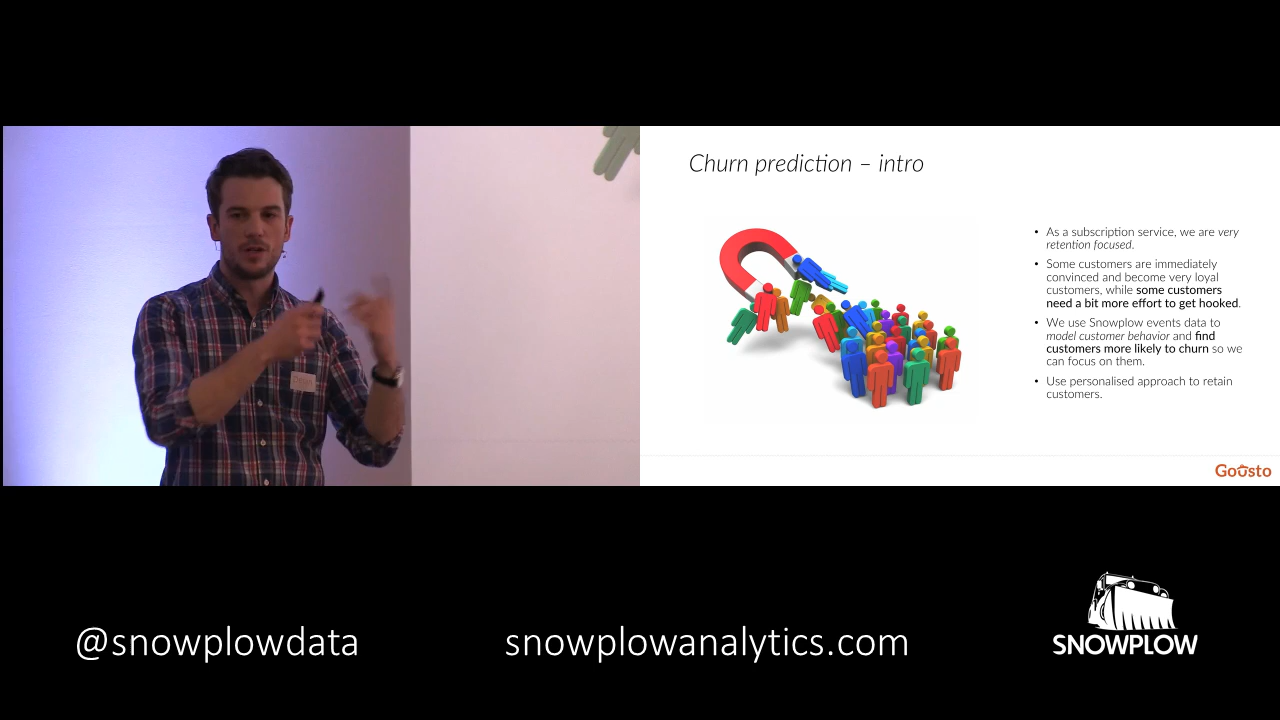 Churn prediction – intro
• As a subscription service, we are very
retention focused.
• Some customers are immediately
convinced and become very loyal
customers, while some customers
need a bit more effort to get hooked.
• We use Snowplow events data to
model customer behavior and find
customers more likely to churn so we
can focus on them.
• Use personalised approach to retain
customers.
Gousto
@snowplowdata
snowplowanalytics.com
SNOWPLOW